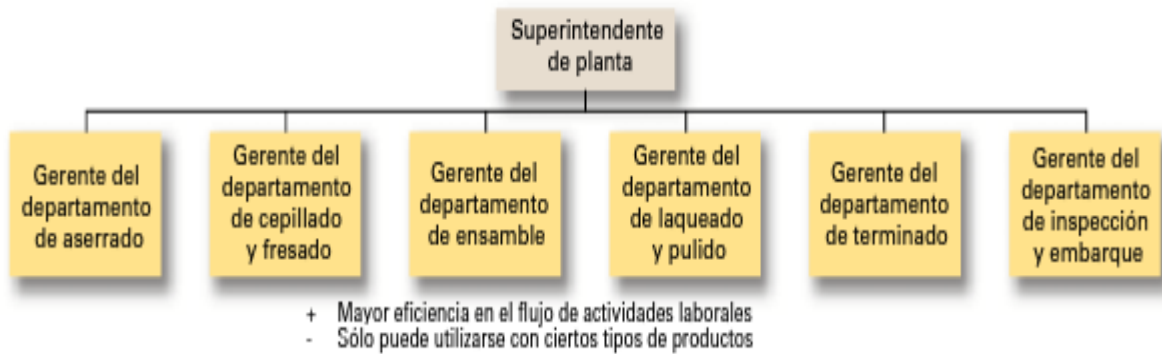 Superintendente
de planta
Gerente del
departamento
de aserrado
Gerente del
departamento
de cepillado
y fresado
Gerente del
departamento
de ensamble
Gerente del
departamento
de laqueado
y pulido
Gerente del
departamento
de terminado
Gerente del
departamento
de inspección
y embarque
+ Mayor eficiencia en el flujo de actividades laborales
- Sólo puede utilizarse con ciertos tipos de productos